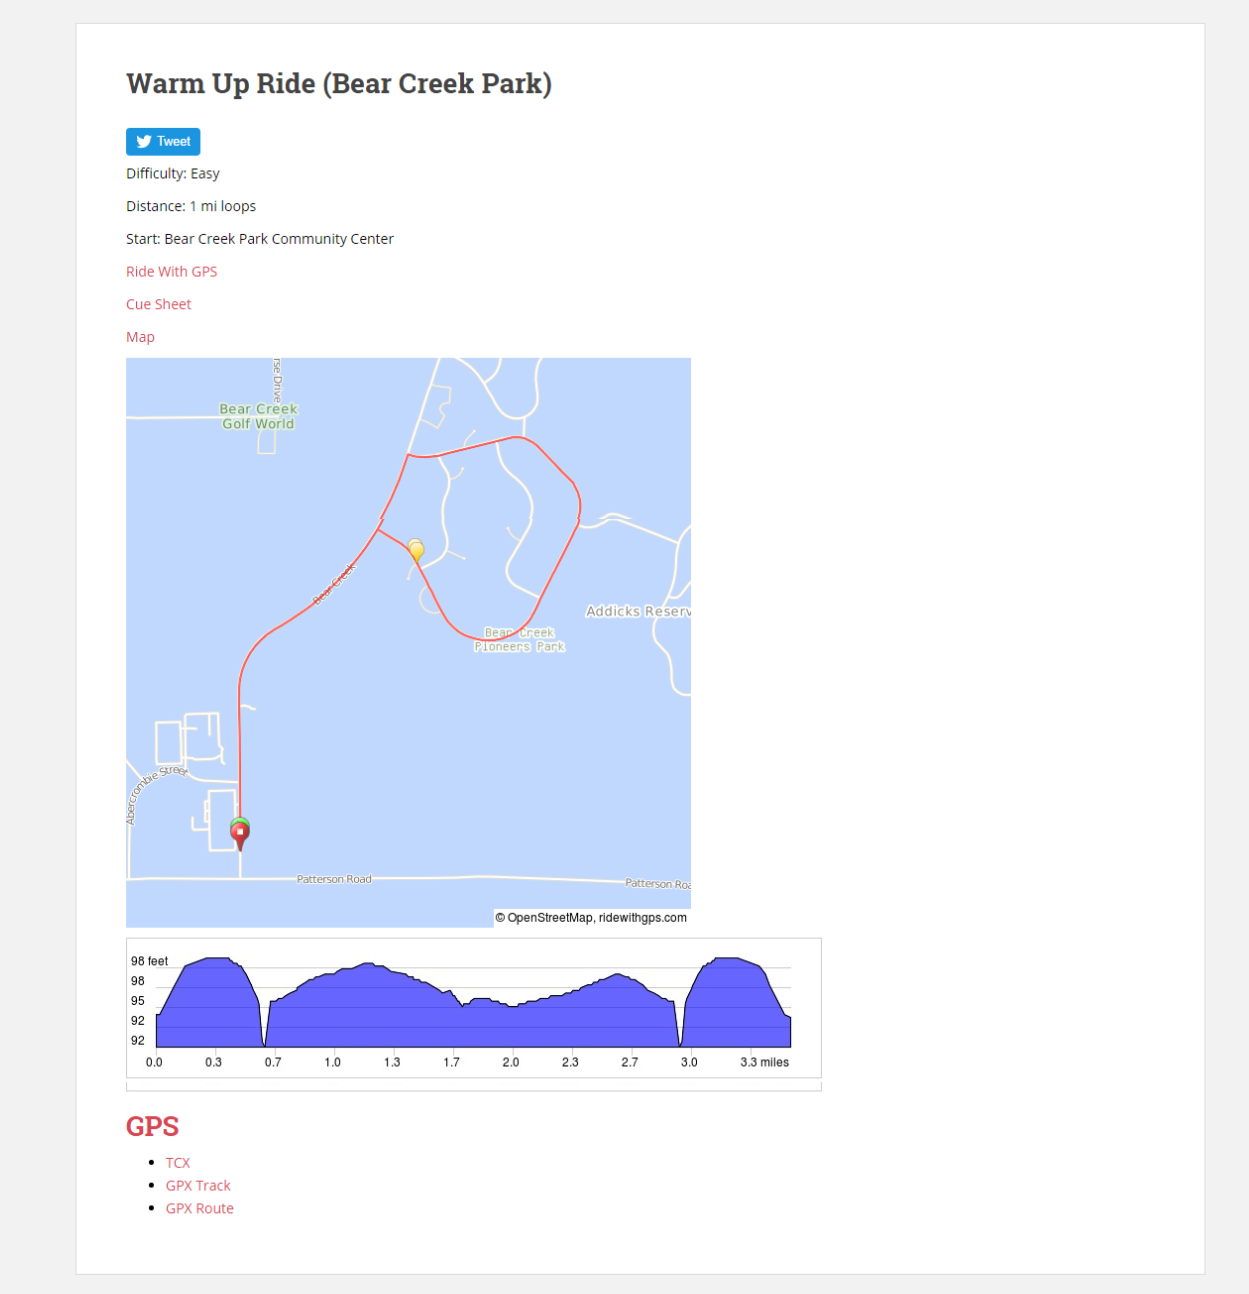 Warm Up Ride (Bear Creek Park)
Tweet
Difficulty: Easy
Distance: 1 mi loops
Start: Bear Creek Park Community Center
Ride With GPS
Cue Sheet
Map
rse Drive
Bear Creek
Golf World
Bear Creek
Addicks Reserv
Bear Creek
Pioneers Park
Abercrombie Street
Patterson Road
Patterson Roa
© OpenStreetMap, ridewithgps.com
98 feet
98
95
92
92
0.0 0.3 0.7 1.0 1.3 1.7 2.0 2.3 2.7 3.0 3.3 miles
GPS
TCX
GPX Track
GPX Route